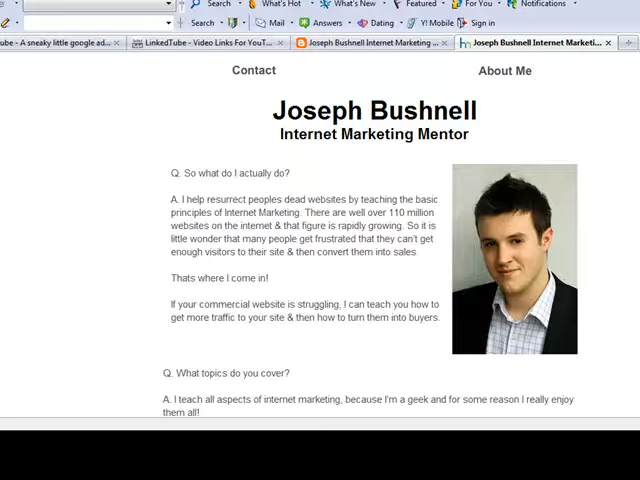 Search What's Hot What's New Featured For You Notifications
Search Mail Answers Dating Y! Mobile Sign in
ube - A sneaky little google ad... LinkedTube - Video Links For YouT... Joseph Bushnell Internet Marketing ... Joseph Bushnell Internet Marketi...
Contact About Me
Joseph Bushnell
Internet Marketing Mentor
Q. So what do I actually do?
A. I help resurrect peoples dead websites by teaching the basic
principles of Internet Marketing. There are well over 110 million
websites on the internet & that figure is rapidly growing. So it is
little wonder that many people get frustrated that they can't get
enough visitors to their site & then convert them into sales.
Thats where I come in!
If your commercial website is struggling, I can teach you how to
get more traffic to your site & then how to turn them into buyers.
Q. What topics do you cover?
A. I teach all aspects of internet marketing, because I'm a geek and for some reason I really enjoy
them all!